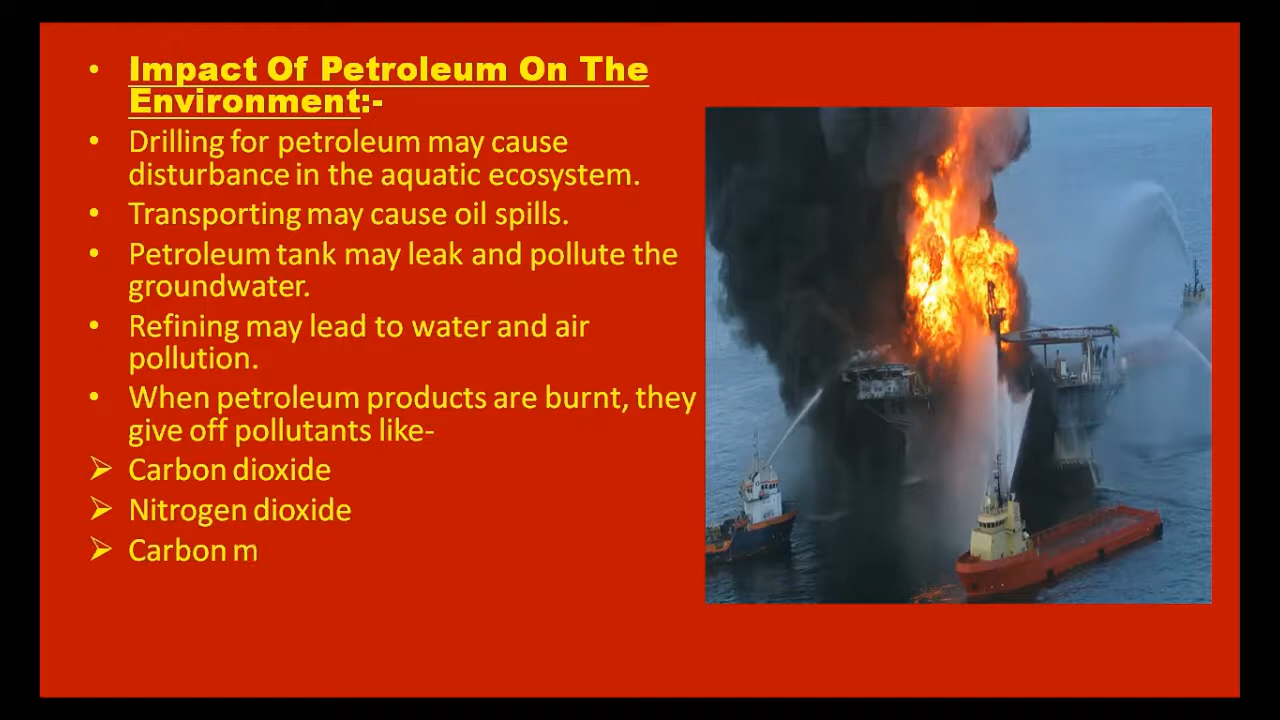 • Impact Of Petroleum On The
Environment:-
• Drilling for petroleum may cause
disturbance in the aquatic ecosystem.
• Transporting may cause oil spills.
• Petroleum tank may leak and pollute the
groundwater.
• Refining may lead to water and air
pollution.
• When petroleum products are burnt, they
give off pollutants like-
➢ Carbon dioxide
➢ Nitrogen dioxide
➢ Carbon m